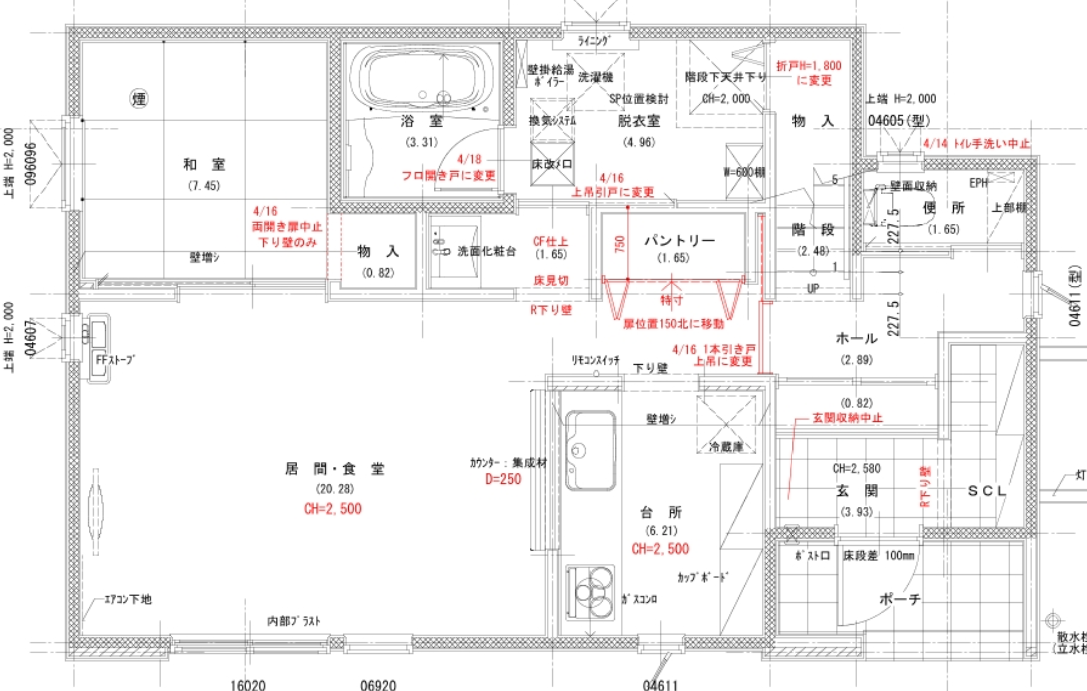 ライニング
壁掛給湯
ボイラー
洗濯機
階段下天井下り
CH=2,000
折戸H=1,800
に変更
煙
SP位置検討
上端 H=2,000
04605(型)
浴 室
(3.31)
換気システム
脱衣室
(4.96)
物 入
4/14 トイレ手洗い中止
上端 H=2,000
096096
和 室
(7.45)
4/18
フロ開き戸に変更
床改メ口
W=600棚
5
壁面収納
EPH
4/16
上吊引戸に変更
便 所
(1.65)
上部棚
4/16
両開き扉中止
下り壁のみ
物 入
(0.82)
洗面化粧台
CF仕上
(1.65)
750
パントリー
(1.65)
階 段
(2.48)
227.5
壁増シ
床見切
1
UP
R下り壁
特寸
扉位置150北に移動
227.5
04611(型)
上端 H=2,000
04607
FFストーブ
ホール
(2.89)
4/16 1本引き戸
上吊に変更
リモコンスイッチ
下り壁
(0.82)
壁増シ
玄関収納中止
冷蔵庫
居 間・食 堂
(20.28)
CH=2,500
カウンター:集成材
D=250
CH=2,580
玄 関
(3.93)
R下り壁
SCL
灯
台 所
(6.21)
CH=2,500
ポスト口
床段差 100mm
カップボード
ガスコンロ
ポーチ
エアコン下地
内部ブラスト
散水栓
(立水栓
16020
06920
04611